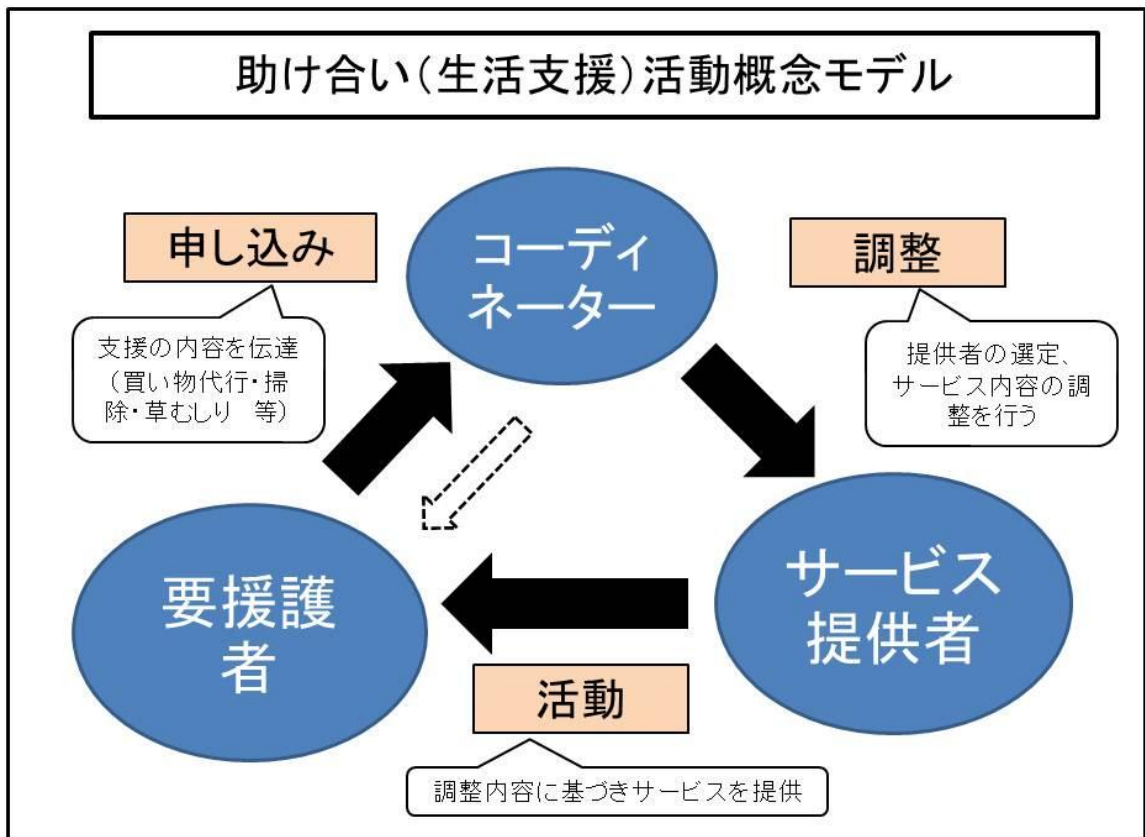 助け合い(生活支援)活動概念モデル
申し込み
支援の内容を伝達
(買い物代行・掃
除・草むしり　等)
コーディ
ネーター
調整
提供者の選定、
サービス内容の調
整を行う
要援護
者
サービス
提供者
活動
調整内容に基づきサービスを提供